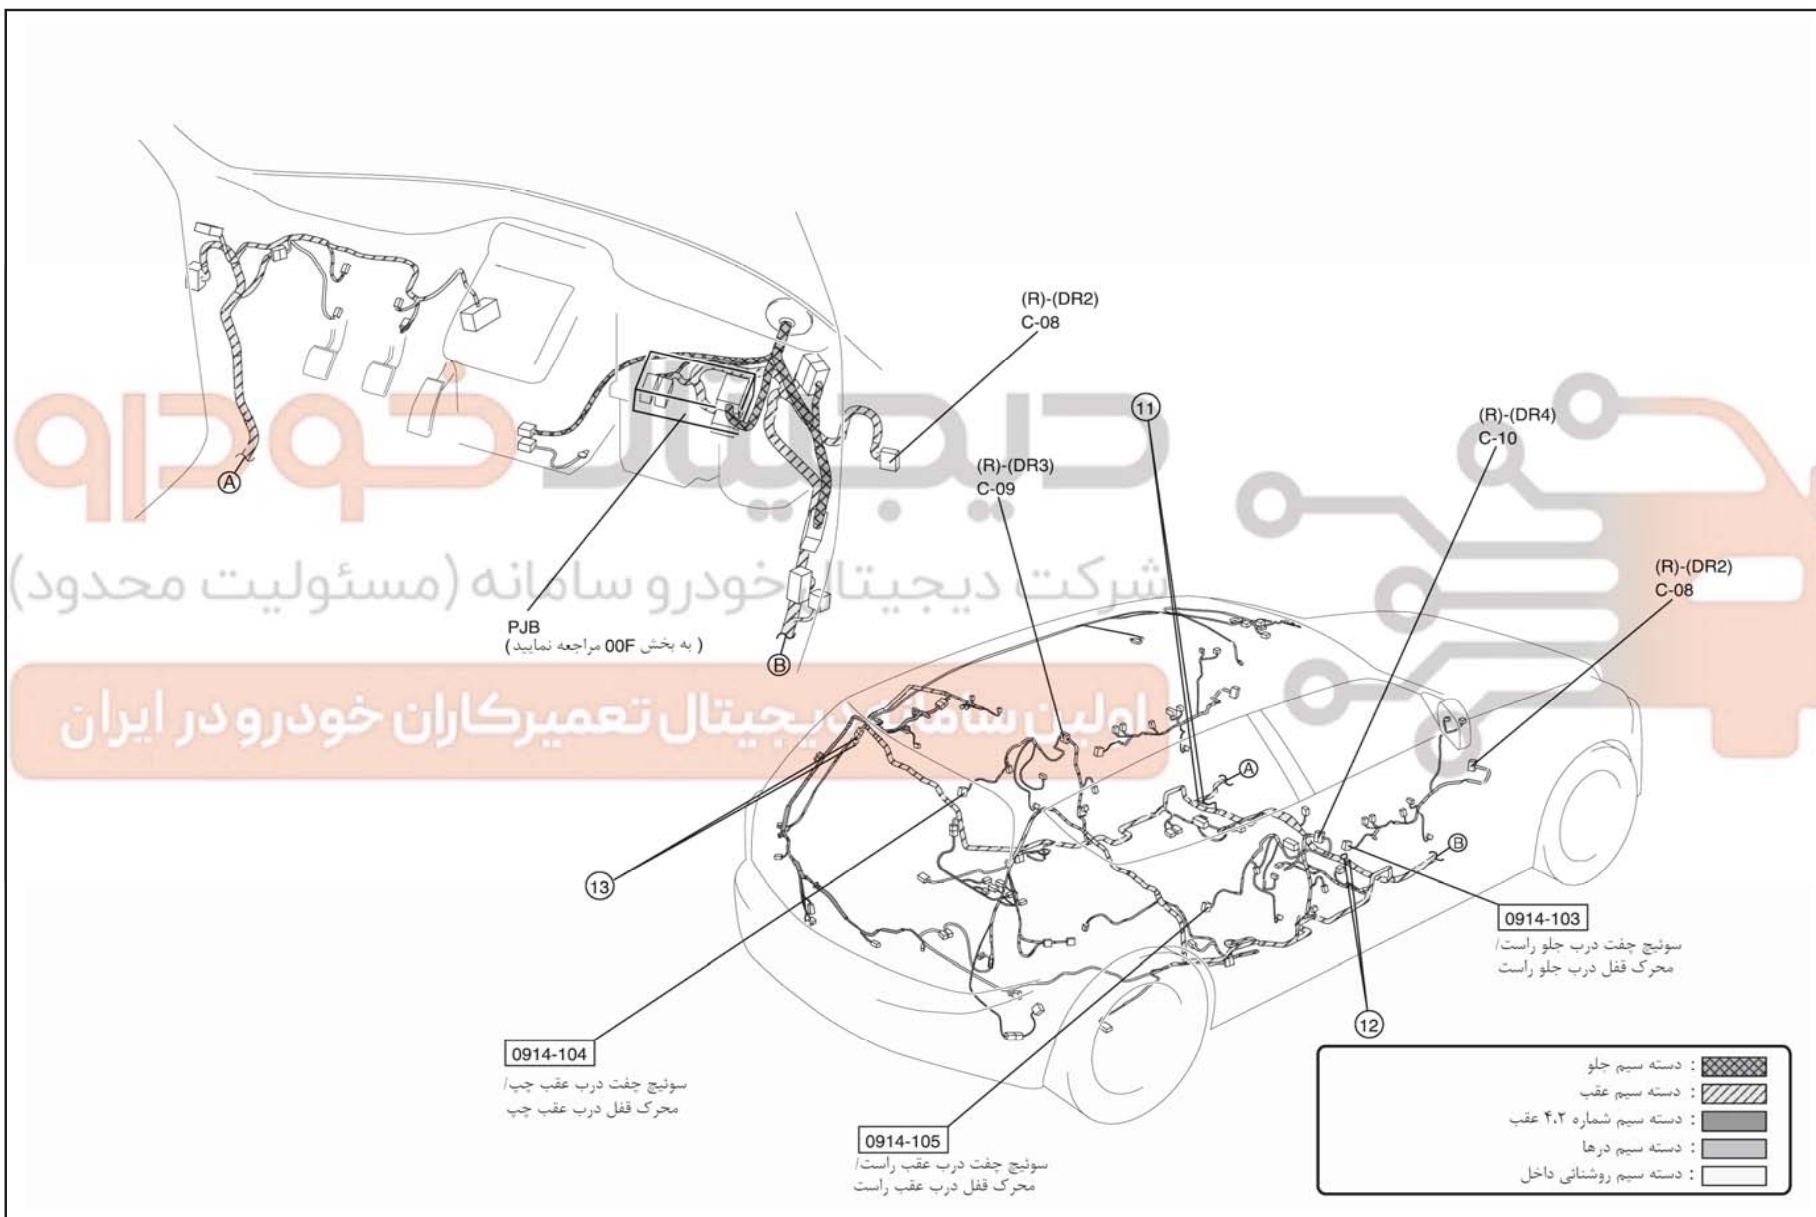 (R)-(DR2)
C-08
(R)-(DR3)
C-09
11
(R)-(DR4)
C-10
(R)-(DR2)
C-08
A
دیجیتال خودرو
شرکت دیجیتال خودرو سامانه (مسئولیت محدود)
PJB
( به بخش 00F مراجعه نمایید)
B
اولین سامانه دیجیتال تعمیرکاران خودرو در ایران
A
B
13
0914-103
سوئیچ چفت درب جلو راست/
محرک قفل درب جلو راست
12
0914-104
سوئیچ چفت درب عقب چپ/
محرک قفل درب عقب چپ
0914-105
سوئیچ چفت درب عقب راست/
محرک قفل درب عقب راست
: دسته سیم جلو
: دسته سیم عقب
: دسته سیم شماره ۴،۲ عقب
: دسته سیم درها
: دسته سیم روشنائی داخل